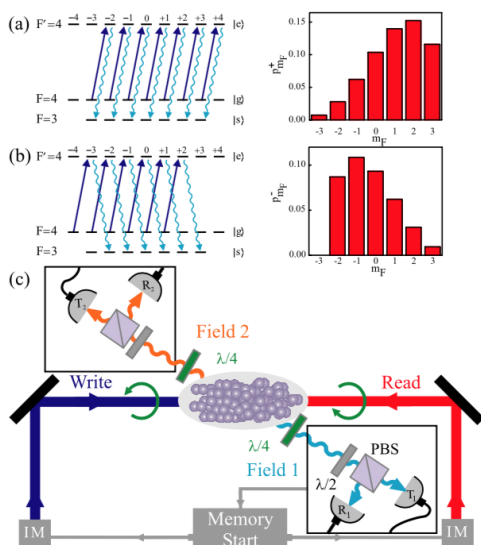 (a)
F'=4 -4 -3 -2 -1 0 +1 +2 +3 +4 |e⟩
F=4 |g⟩
F=3 |s⟩
p⁺mF
0.15
0.10
0.05
0.00
-3 -2 -1 0 1 2 3
mF
(b)
F'=4 -4 -3 -2 -1 0 +1 +2 +3 +4 |e⟩
F=4 |g⟩
F=3 |s⟩
p⁻mF
0.10
0.05
0.00
-3 -2 -1 0 1 2 3
mF
(c)
T2 R2
Field 2
λ/4
Write
Read
λ/4
Field 1
PBS
λ/2
R1 T1
IM
Memory
Start
IM